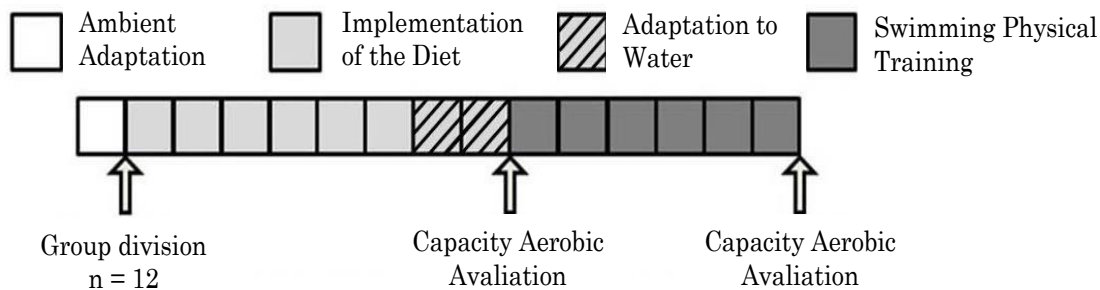 Ambient
Adaptation
Implementation
of the Diet
Adaptation to
Water
Swimming Physical
Training
Group division
n = 12
Capacity Aerobic
Avaliation
Capacity Aerobic
Avaliation